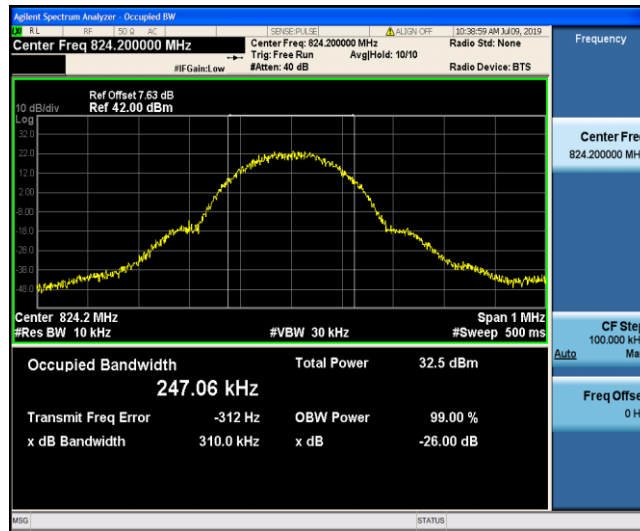 Agilent Spectrum Analyzer - Occupied BW
RL RF 50 Ω AC SENSE:PULSE ALIGN OFF 10:38:59 AM Jul 09, 2019
Center Freq 824.200000 MHz Center Freq: 824.200000 MHz Radio Std: None
Trig: Free Run Avg|Hold: 10/10
#IFGain:Low #Atten: 40 dB Radio Device: BTS
Ref Offset 7.63 dB
10 dB/div Ref 42.00 dBm
Log
32.0
22.0
12.0
2.00
-8.00
-18.0
-28.0
-38.0
-48.0
Center 824.2 MHz Span 1 MHz
#Res BW 10 kHz #VBW 30 kHz #Sweep 500 ms
Occupied Bandwidth Total Power 32.5 dBm
247.06 kHz
Transmit Freq Error -312 Hz OBW Power 99.00 %
x dB Bandwidth 310.0 kHz x dB -26.00 dB
MSG STATUS
Frequency
Center Fre
824.200000 MH
CF Step
100.000 kH
Auto Ma
Freq Offse
0 H